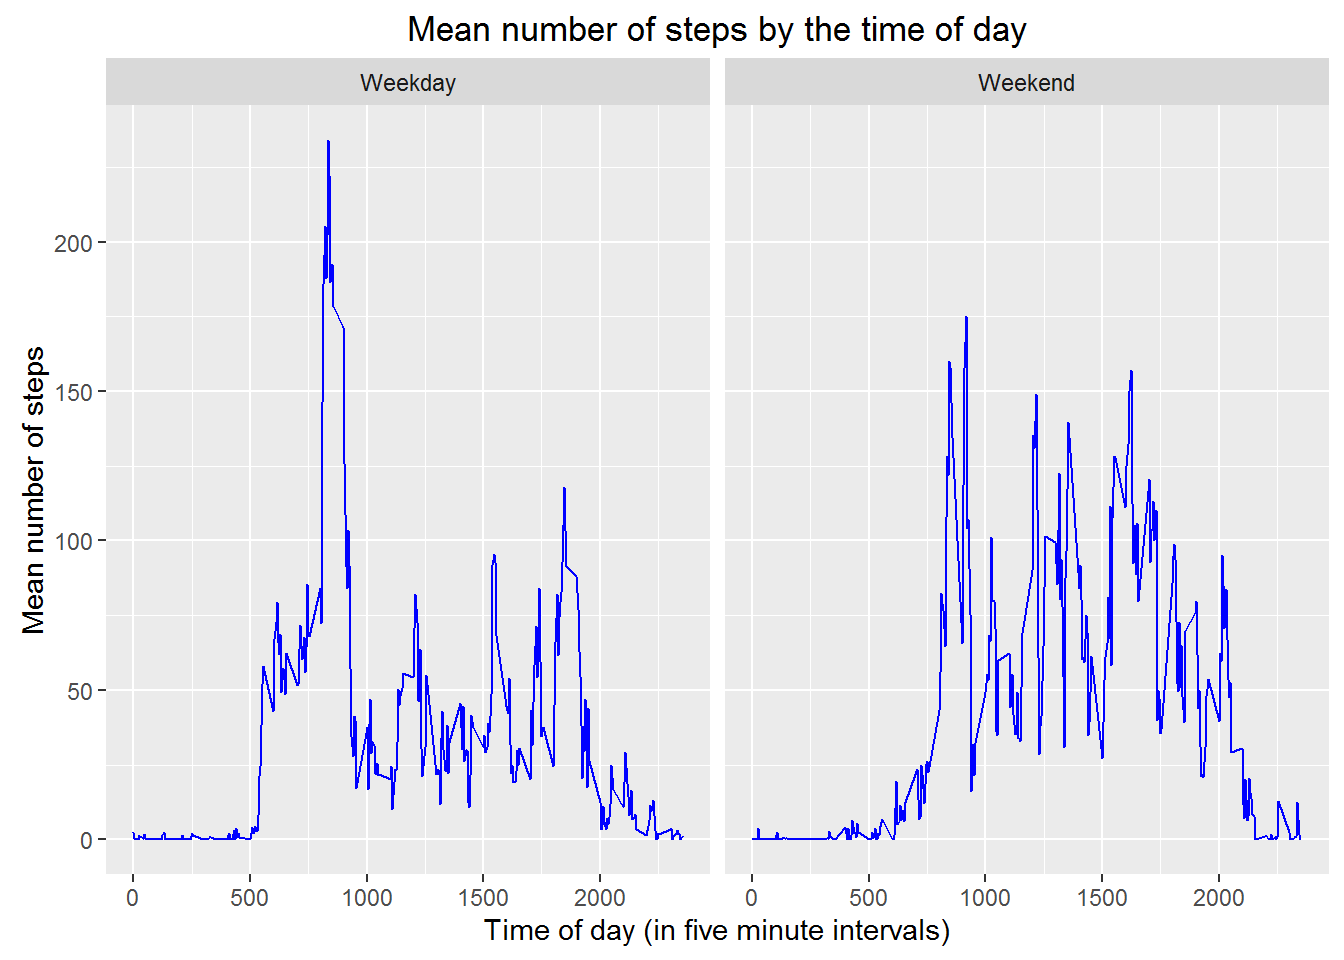 Mean number of steps by the time of day
Weekday
Weekend
Mean number of steps
200
150
100
50
0
0 500 1000 1500 2000
0 500 1000 1500 2000
Time of day (in five minute intervals)